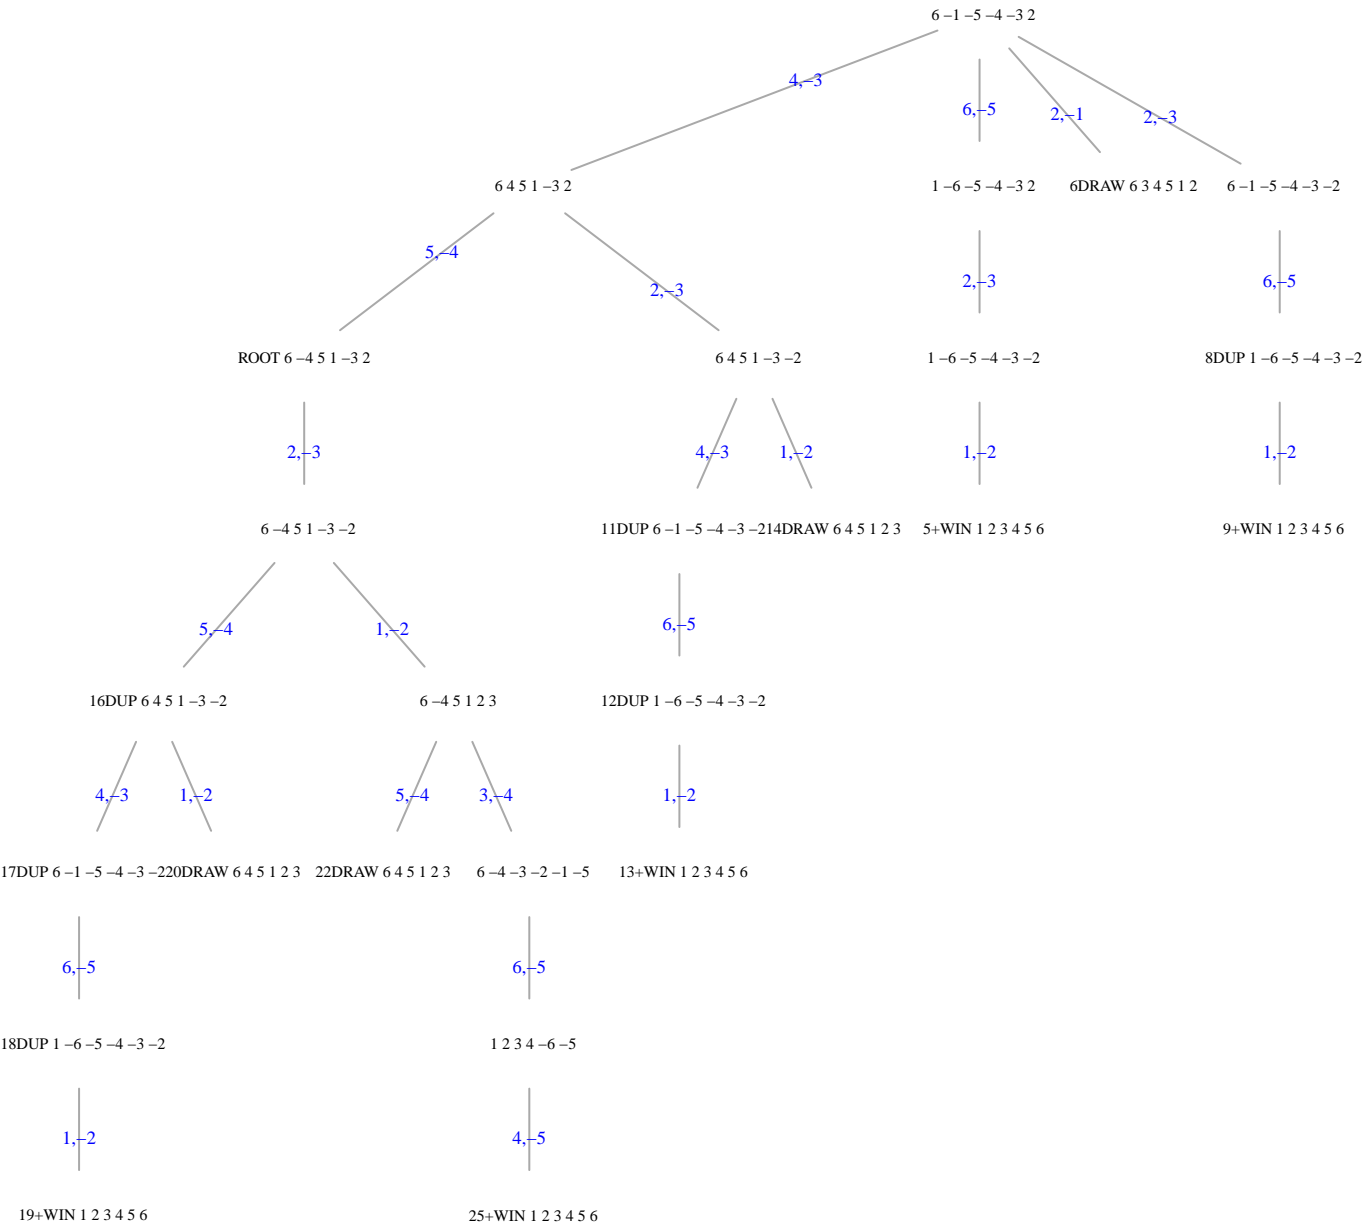 6 –1 –5 –4 –3 2
4,–3
6,–5
2,–1
2,–3
6 4 5 1 –3 2
1 –6 –5 –4 –3 2
6DRAW 6 3 4 5 1 2
6 –1 –5 –4 –3 –2
5,–4
2,–3
2,–3
6,–5
ROOT 6 –4 5 1 –3 2
6 4 5 1 –3 –2
1 –6 –5 –4 –3 –2
8DUP 1 –6 –5 –4 –3 –2
2,–3
4,–3
1,–2
1,–2
1,–2
6 –4 5 1 –3 –2
11DUP 6 –1 –5 –4 –3 –2
14DRAW 6 4 5 1 2 3
5+WIN 1 2 3 4 5 6
9+WIN 1 2 3 4 5 6
5,–4
1,–2
6,–5
16DUP 6 4 5 1 –3 –2
6 –4 5 1 2 3
12DUP 1 –6 –5 –4 –3 –2
4,–3
1,–2
5,–4
3,–4
1,–2
17DUP 6 –1 –5 –4 –3 –2
20DRAW 6 4 5 1 2 3
22DRAW 6 4 5 1 2 3
6 –4 –3 –2 –1 –5
13+WIN 1 2 3 4 5 6
6,–5
6,–5
18DUP 1 –6 –5 –4 –3 –2
1 2 3 4 –6 –5
1,–2
4,–5
19+WIN 1 2 3 4 5 6
25+WIN 1 2 3 4 5 6